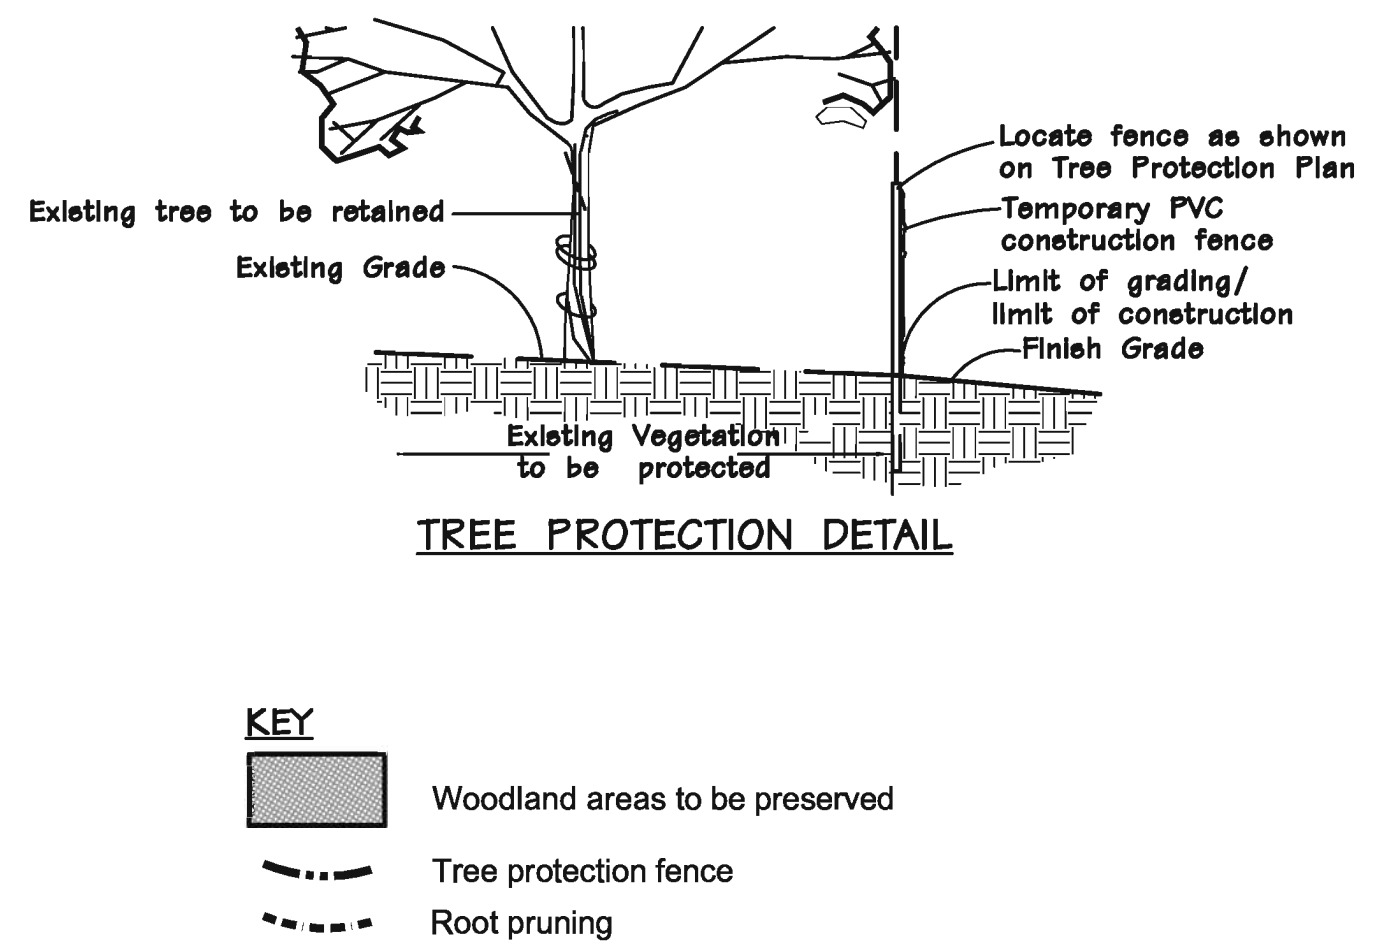 Locate fence as shown
on Tree Protection Plan
Existing tree to be retained
Temporary PVC
construction fence
Existing Grade
Limit of grading/
limit of construction
Finish Grade
Existing Vegetation
to be protected
TREE PROTECTION DETAIL
KEY
Woodland areas to be preserved
Tree protection fence
Root pruning